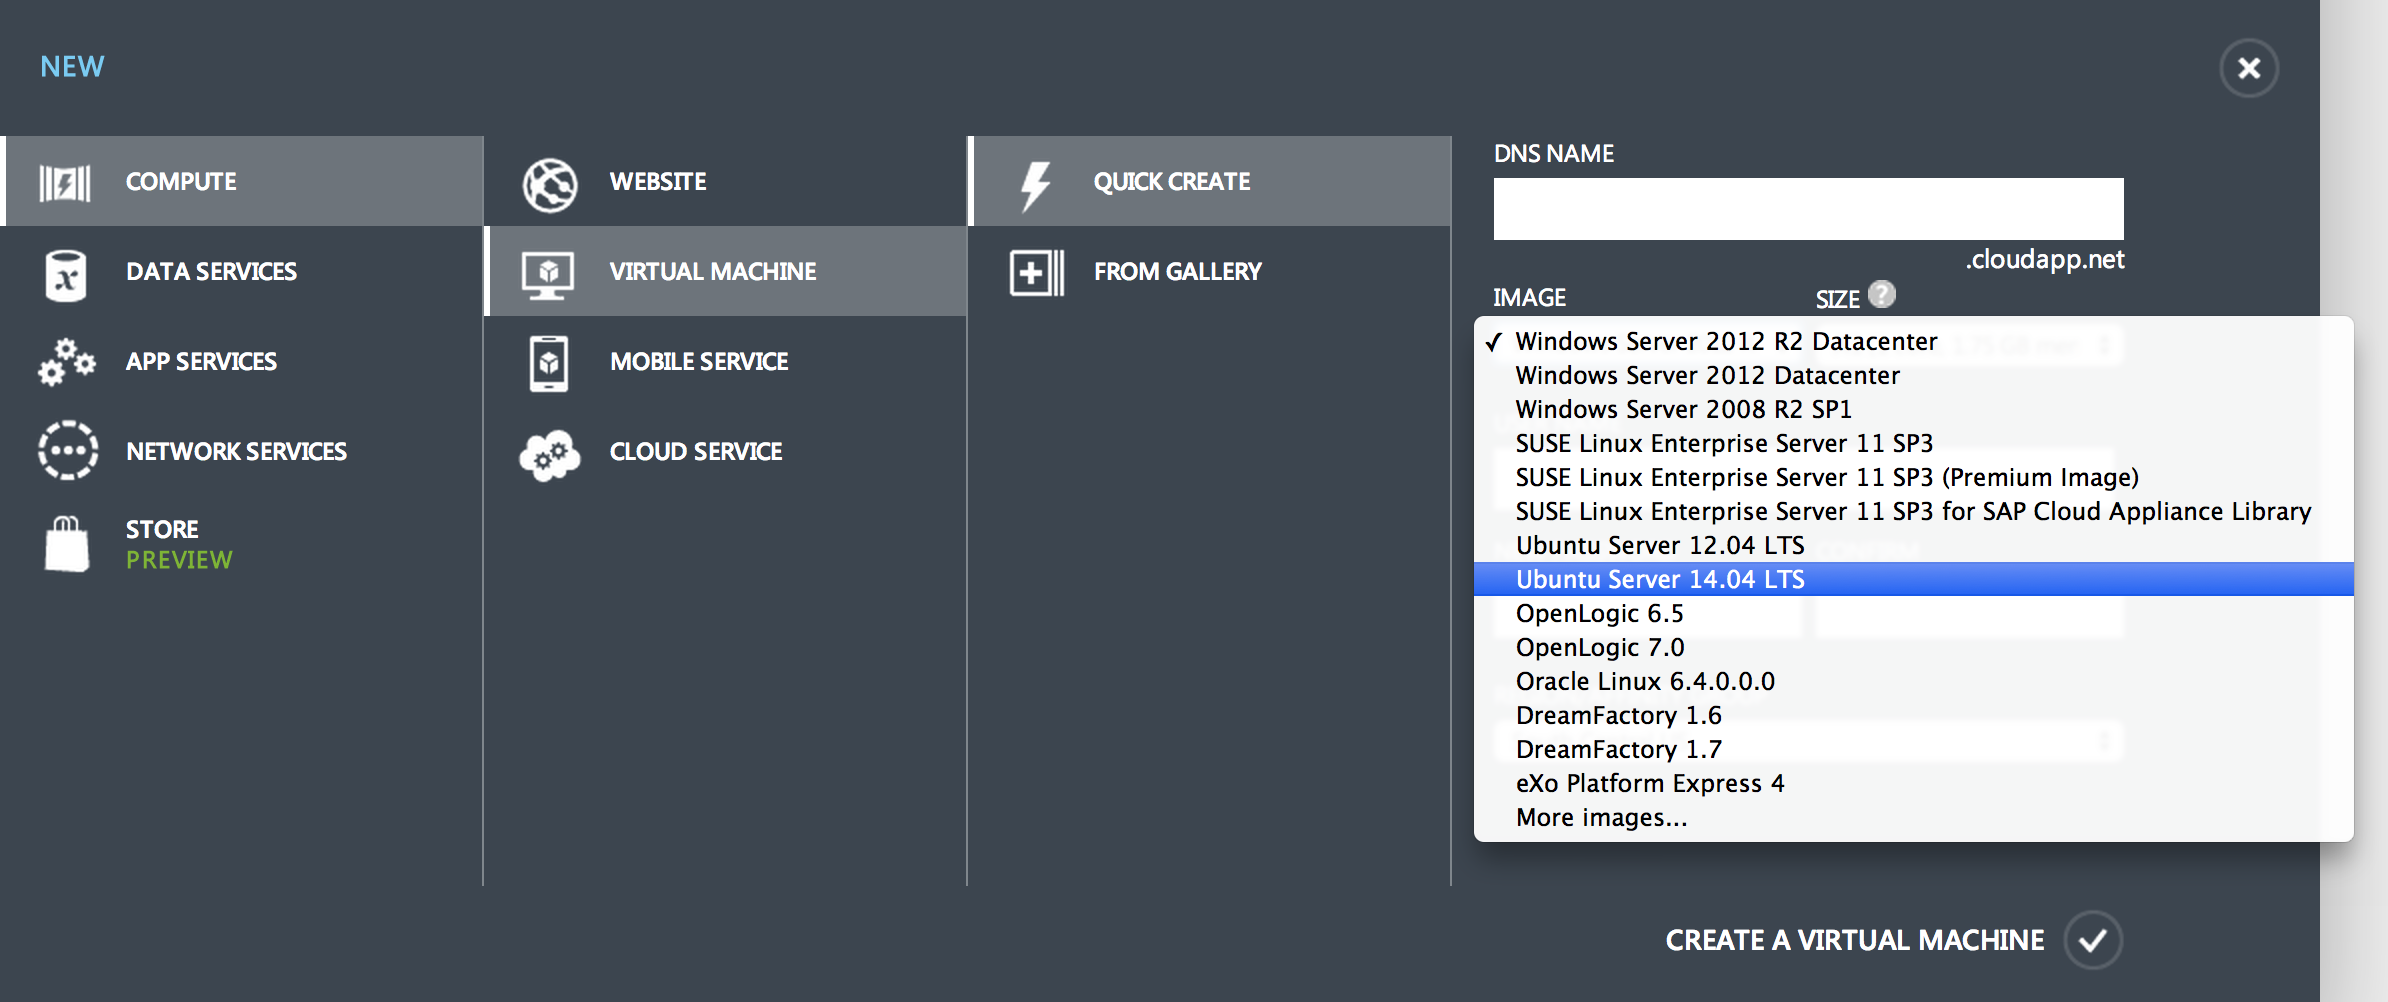 NEW
COMPUTE
DATA SERVICES
APP SERVICES
NETWORK SERVICES
STORE
PREVIEW
WEBSITE
VIRTUAL MACHINE
MOBILE SERVICE
CLOUD SERVICE
QUICK CREATE
FROM GALLERY
DNS NAME
.cloudapp.net
IMAGE
SIZE ?
✓ Windows Server 2012 R2 Datacenter
Windows Server 2012 Datacenter
Windows Server 2008 R2 SP1
SUSE Linux Enterprise Server 11 SP3
SUSE Linux Enterprise Server 11 SP3 (Premium Image)
SUSE Linux Enterprise Server 11 SP3 for SAP Cloud Appliance Library
Ubuntu Server 12.04 LTS
Ubuntu Server 14.04 LTS
OpenLogic 6.5
OpenLogic 7.0
Oracle Linux 6.4.0.0.0
DreamFactory 1.6
DreamFactory 1.7
eXo Platform Express 4
More images...
CREATE A VIRTUAL MACHINE